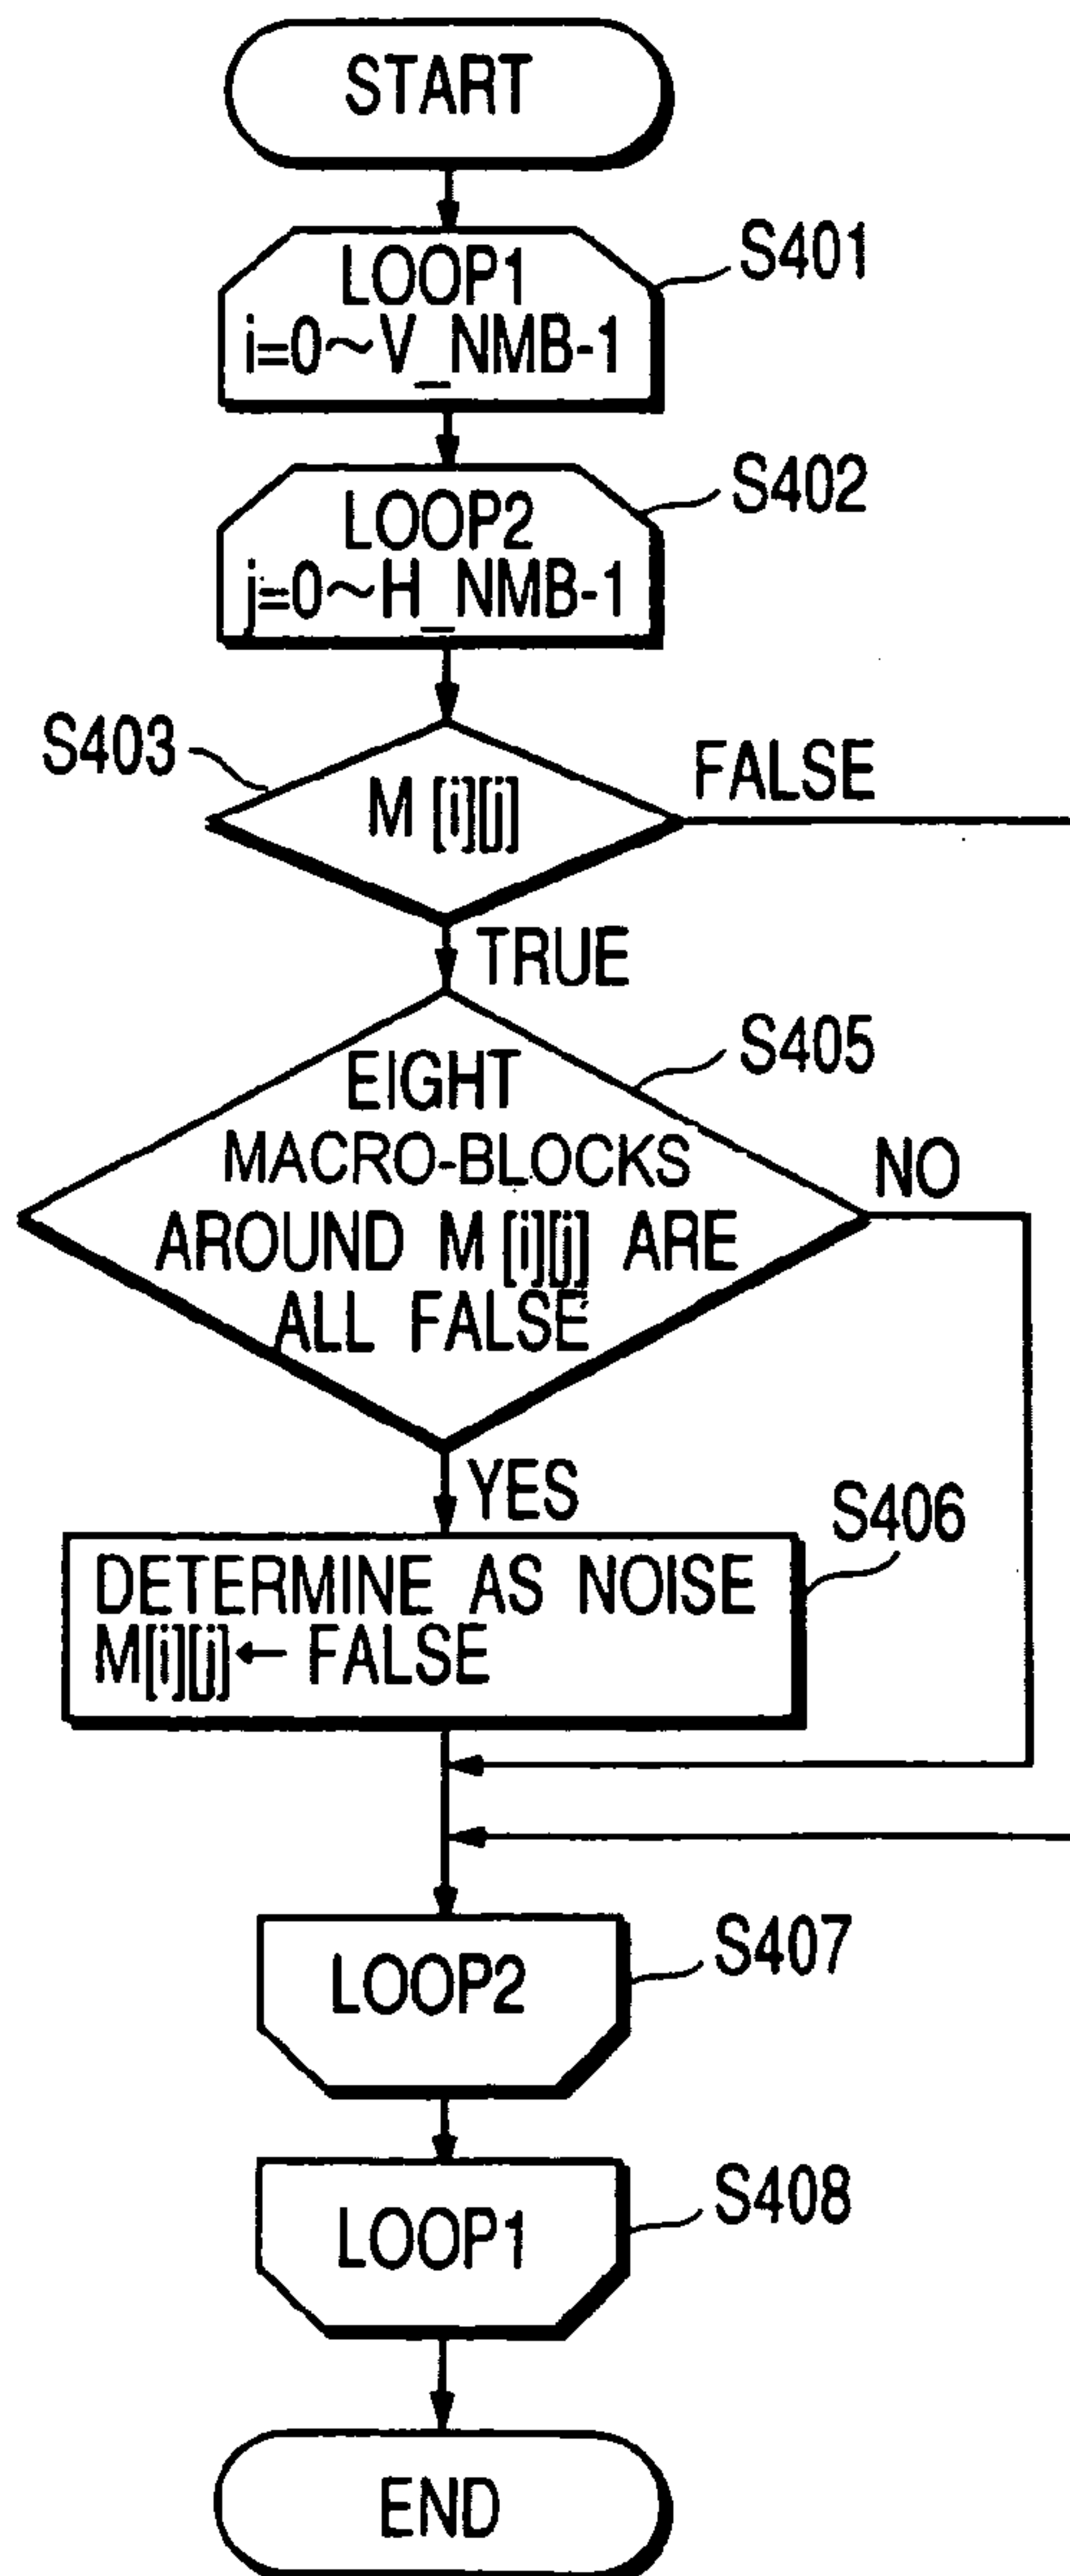 START
LOOP1
i=0~V_NMB-1
S401
LOOP2
j=0~H_NMB-1
S402
S403
M [i][j]
FALSE
TRUE
EIGHT
MACRO-BLOCKS
AROUND M [i][j] ARE
ALL FALSE
S405
NO
YES
S406
DETERMINE AS NOISE
M[i][j]← FALSE
LOOP2
S407
LOOP1
S408
END